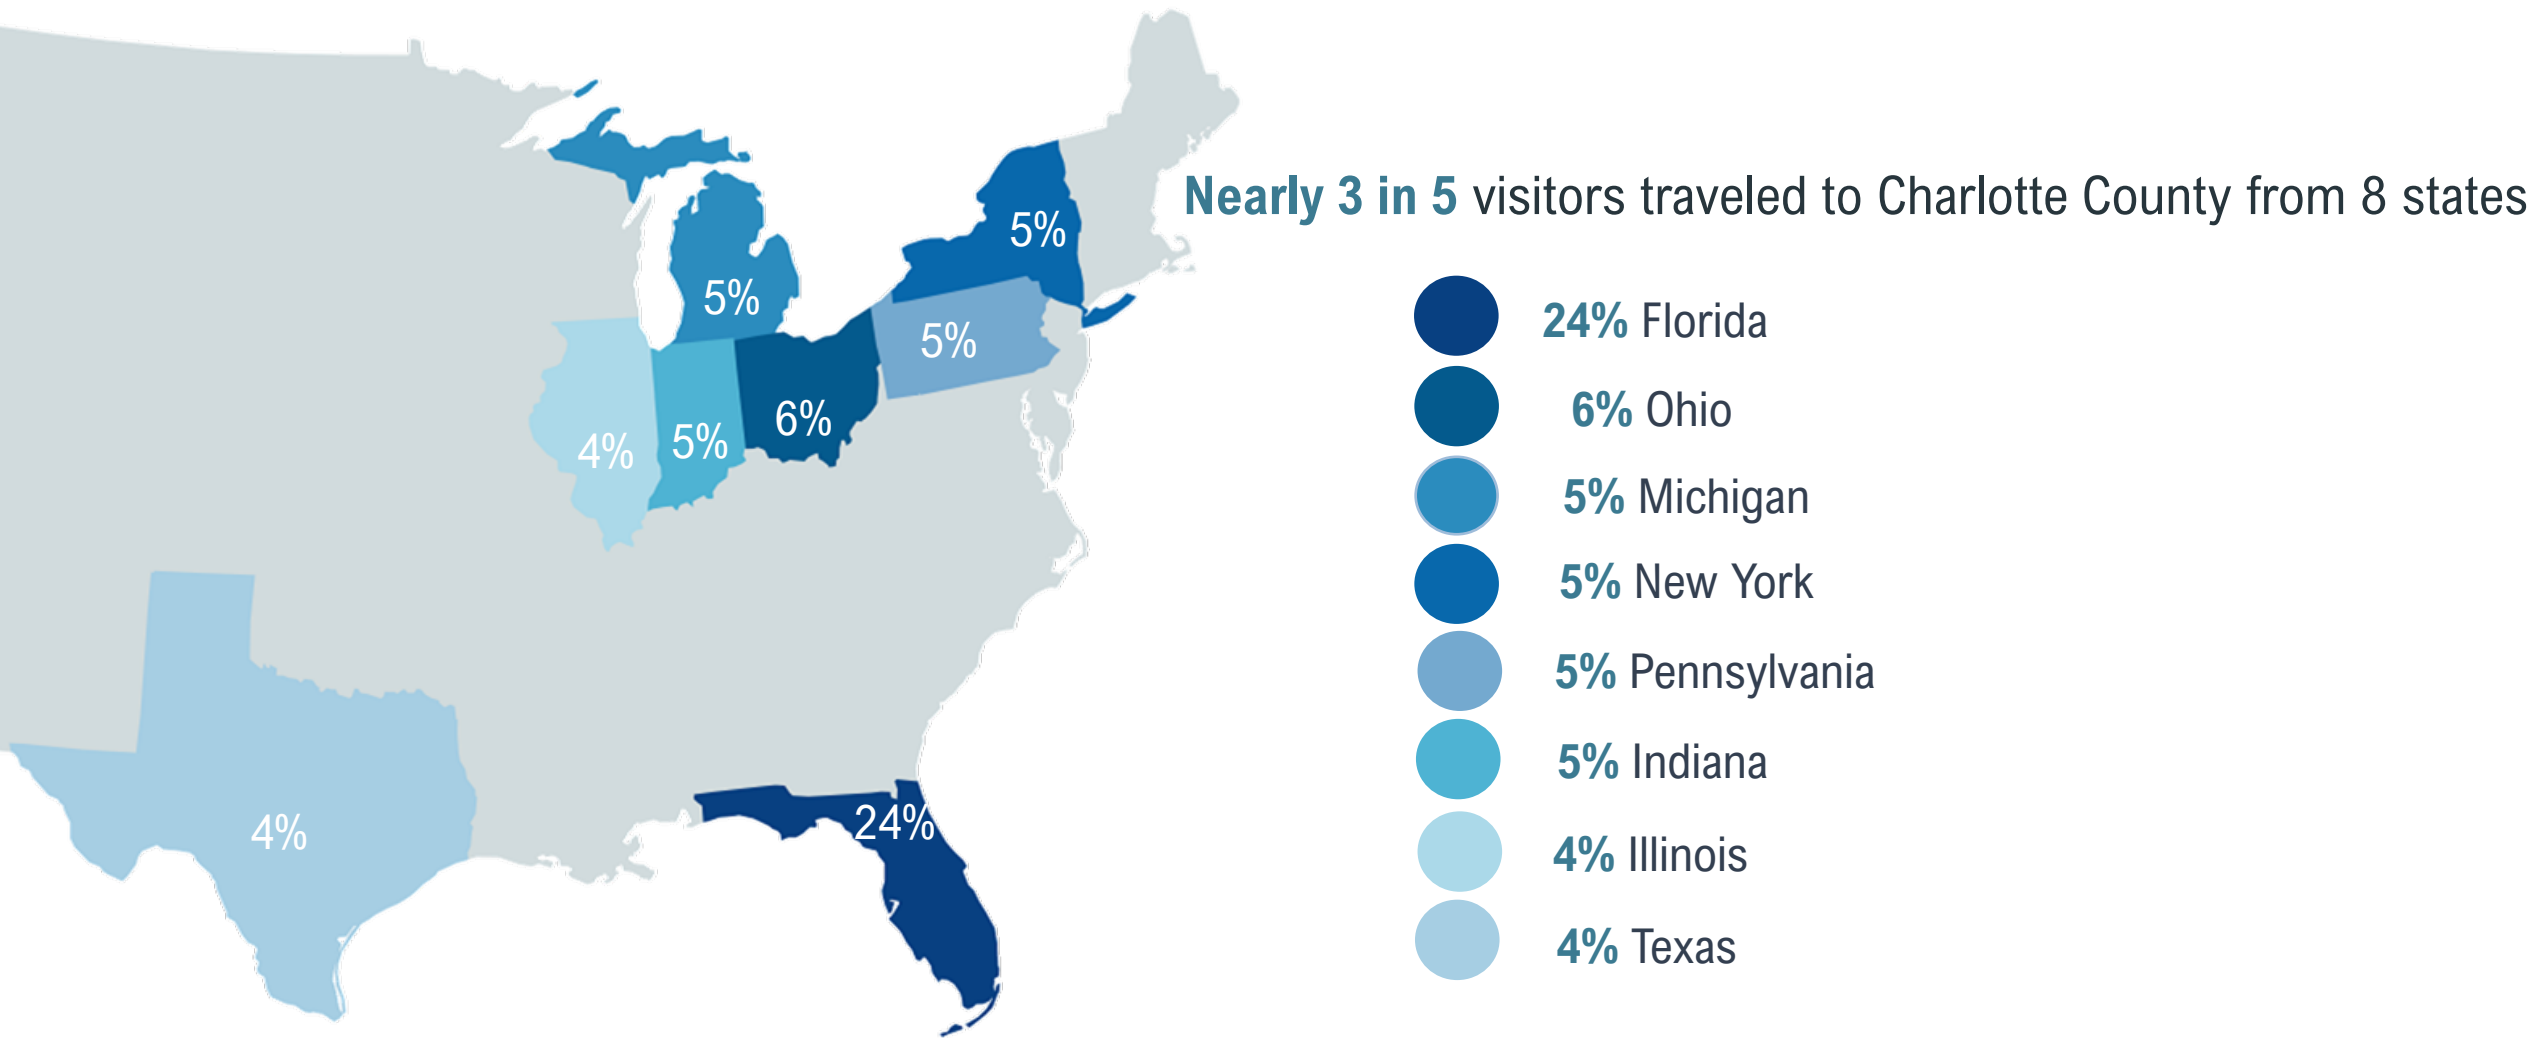 Nearly 3 in 5 visitors traveled to Charlotte County from 8 states
5%
5%
5%
6%
5%
4%
4%
24%
24% Florida
6% Ohio
5% Michigan
5% New York
5% Pennsylvania
5% Indiana
4% Illinois
4% Texas